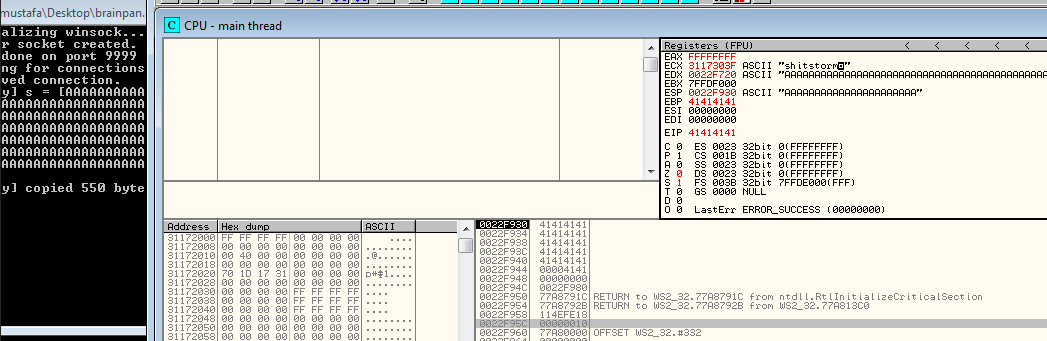 mustafa\Desktop\brainpan.
alizing winsock...
r socket created.
done on port 9999
ng for connections
ved connection.
y] s = [AAAAAAAAAA
AAAAAAAAAAAAAAAAAA
AAAAAAAAAAAAAAAAAA
AAAAAAAAAAAAAAAAAA
AAAAAAAAAAAAAAAAAA
AAAAAAAAAAAAAAAAAA
y] copied 550 byte
C CPU - main thread
Registers (FPU) < < < < <
EAX FFFFFFFF
ECX 3117303F ASCII "shitstorm◘"
EDX 0022F720 ASCII "AAAAAAAAAAAAAAAAAAAAAAAAAAAAAAAAAAAAAAAAAA
EBX 7FFDF000
ESP 0022F930 ASCII "AAAAAAAAAAAAAAAAAAAAAA"
EBP 41414141
ESI 00000000
EDI 00000000
EIP 41414141
C 0 ES 0023 32bit 0(FFFFFFFF)
P 1 CS 001B 32bit 0(FFFFFFFF)
A 0 SS 0023 32bit 0(FFFFFFFF)
Z 0 DS 0023 32bit 0(FFFFFFFF)
S 1 FS 003B 32bit 7FFDE000(FFF)
T 0 GS 0000 NULL
D 0
O 0 LastErr ERROR_SUCCESS (00000000)
Address Hex dump ASCII
31172000 FF FF FF FF 00 00 00 00 ....
31172008 00 00 00 00 00 00 00 00 ........
31172010 00 40 00 00 00 00 00 00 .@......
31172018 00 00 00 00 00 00 00 00 ........
31172020 70 1D 17 31 00 00 00 00 p#‡1....
31172028 00 00 00 00 00 00 00 00 ........
31172030 00 00 00 00 FF FF FF FF ....
31172038 00 00 00 00 FF FF FF FF ....
31172040 00 00 00 00 FF FF FF FF ....
31172048 00 00 00 00 00 00 00 00 ........
31172050 00 00 00 00 00 00 00 00 ........
31172058 00 00 00 00 00 00 00 00 ........
0022F930 41414141
0022F934 41414141
0022F938 41414141
0022F93C 41414141
0022F940 41414141
0022F944 00004141
0022F948 00000000
0022F94C 0022F980
0022F950 77A8791C RETURN to WS2_32.77A8791C from ntdll.RtlInitializeCriticalSection
0022F954 77A8792B RETURN to WS2_32.77A8792B from WS2_32.77A813C0
0022F958 114EFE18
0022F95C 00000010
0022F960 77A80000 OFFSET WS2_32.#332